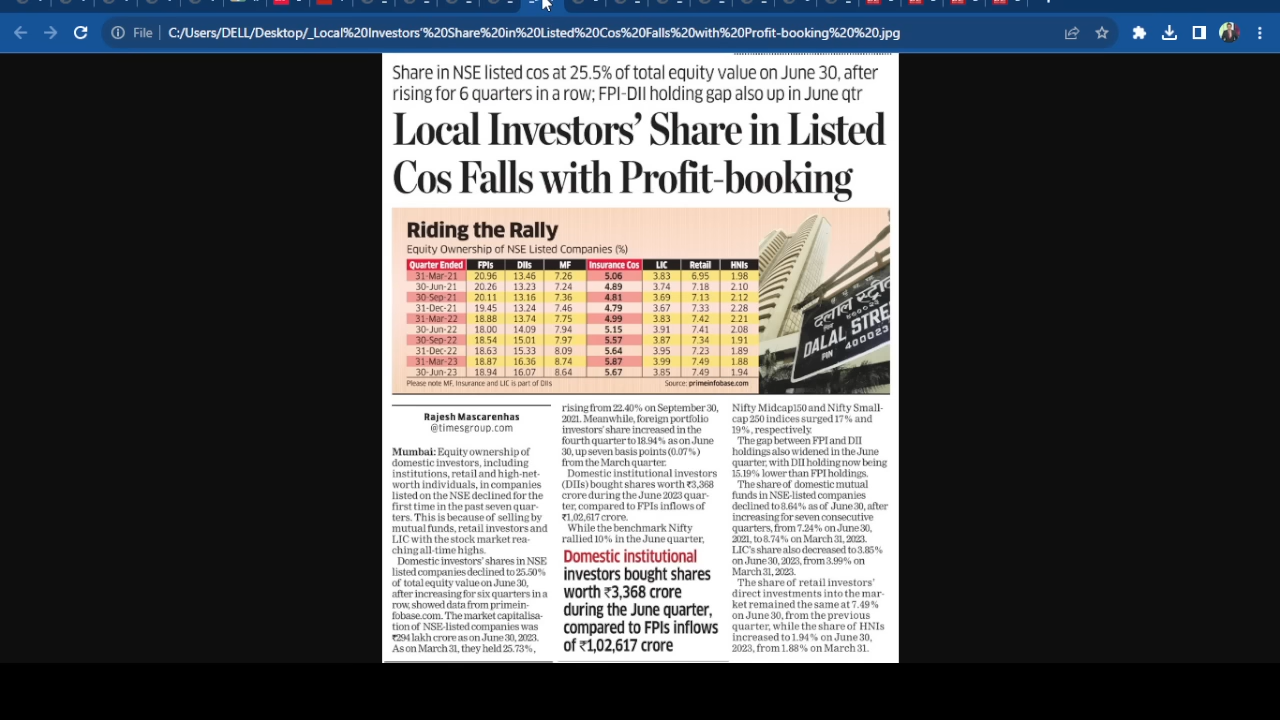 File
C:/Users/DELL/Desktop/_Local%20Investors'%20Share%20in%20Listed%20Cos%20Falls%20with%20Profit-booking%20%20.jpg
Share in NSE listed cos at 25.5% of total equity value on June 30, after
rising for 6 quarters in a row; FPI-DII holding gap also up in June qtr
Local Investors' Share in Listed
Cos Falls with Profit-booking
Riding the Rally
Equity Ownership of NSE Listed Companies (%)
Quarter Ended FPIs DIIs MF Insurance Cos LIC Retail HNIs
31-Mar-21 20.96 13.46 7.26 5.06 3.83 6.95 1.98
30-Jun-21 20.26 13.23 7.24 4.89 3.74 7.18 2.10
30-Sep-21 20.11 13.16 7.36 4.81 3.69 7.13 2.12
31-Dec-21 19.45 13.24 7.46 4.79 3.67 7.33 2.28
31-Mar-22 18.88 13.74 7.75 4.99 3.83 7.42 2.21
30-Jun-22 18.00 14.09 7.94 5.15 3.91 7.41 2.08
30-Sep-22 18.54 15.01 7.97 5.57 3.87 7.34 1.91
31-Dec-22 18.63 15.33 8.09 5.64 3.95 7.23 1.89
31-Mar-23 18.87 16.36 8.74 5.87 3.99 7.49 1.88
30-Jun-23 18.94 16.07 8.64 5.67 3.85 7.49 1.94
Please note MF, Insurance and LIC is part of DIIs
Source: primeinfobase.com
दलाल स्ट्री
DALAL STRE
PIN 400023
Rajesh Mascarenhas
@timesgroup.com
Mumbai: Equity ownership of
domestic investors, including
institutions, retail and high-net-
worth individuals, in companies
listed on the NSE declined for the
first time in the past seven quar-
ters. This is because of selling by
mutual funds, retail investors and
LIC with the stock market rea-
ching all-time highs.
Domestic investors' shares in NSE
listed companies declined to 25.50%
of total equity value on June 30,
after increasing for six quarters in a
row, showed data from primein-
fobase.com. The market capitalisa-
tion of NSE-listed companies was
₹294 lakh crore as on June 30, 2023.
As on March 31, they held 25.73%,
rising from 22.40% on September 30,
2021. Meanwhile, foreign portfolio
investors' share increased in the
fourth quarter to 18.94% as on June
30, up seven basis points (0.07%)
from the March quarter.
Domestic institutional investors
(DIIs) bought shares worth ₹3,368
crore during the June 2023 quar-
ter, compared to FPIs inflows of
₹1,02,617 crore.
While the benchmark Nifty
rallied 10% in the June quarter,
Domestic institutional
investors bought shares
worth ₹3,368 crore
during the June quarter,
compared to FPIs inflows
of ₹1,02,617 crore
Nifty Midcap150 and Nifty Small-
cap 250 indices surged 17% and
19%, respectively.
The gap between FPI and DII
holdings also widened in the June
quarter, with DII holding now being
15.19% lower than FPI holdings.
The share of domestic mutual
funds in NSE-listed companies
declined to 8.64% as of June 30, after
increasing for seven consecutive
quarters, from 7.24% on June 30,
2021, to 8.74% on March 31, 2023.
LIC's share also decreased to 3.85%
on June 30, 2023, from 3.99% on
March 31, 2023.
The share of retail investors'
direct investments into the mar-
ket remained the same at 7.49%
on June 30, from the previous
quarter, while the share of HNIs
increased to 1.94% on June 30,
2023, from 1.88% on March 31.